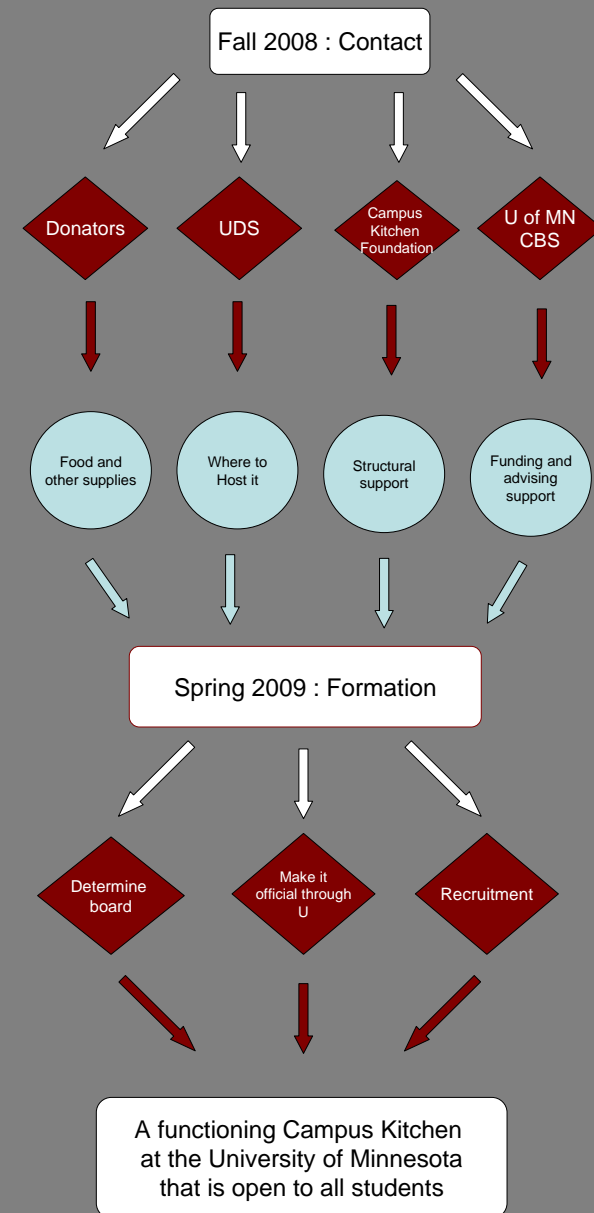 Fall 2008 : Contact
Donators
UDS
Campus
Kitchen
Foundation
U of MN
CBS
Food and
other supplies
Where to
Host it
Structural
support
Funding and
advising
support
Spring 2009 : Formation
Determine
board
Make it
official through
U
Recruitment
A functioning Campus Kitchen
at the University of Minnesota
that is open to all students